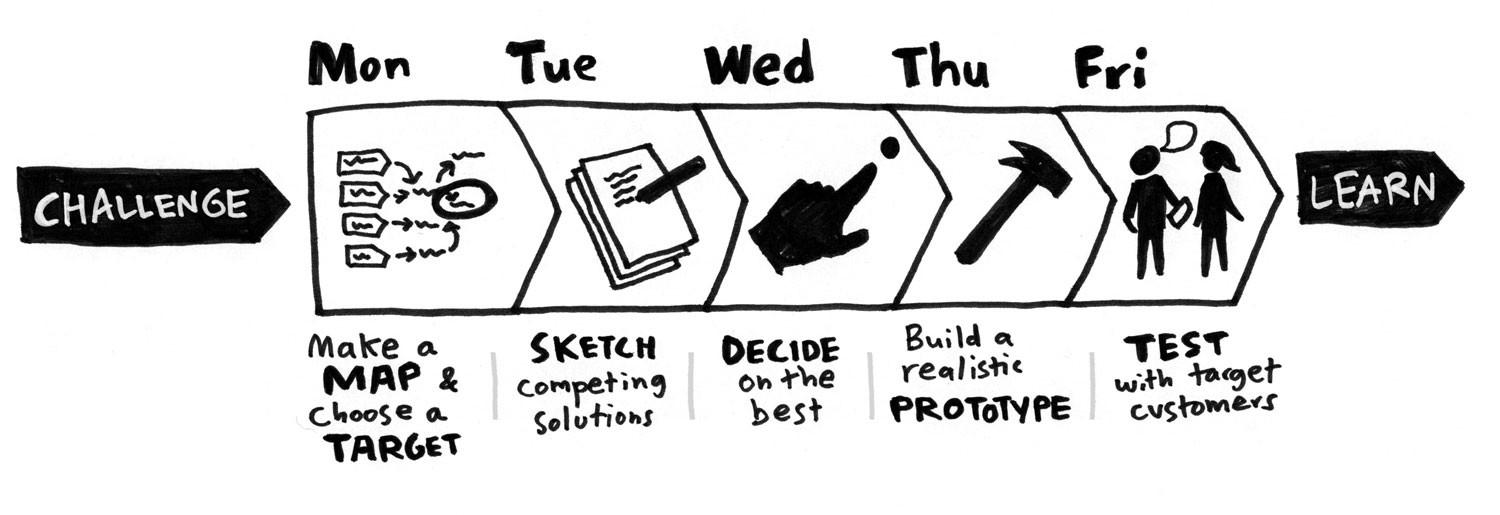 Mon Tue Wed Thu Fri
CHALLENGE
LEARN
Make a
MAP &
choose a
TARGET
SKETCH
competing
solutions
DECIDE
on the
best
Build a
realistic
PROTOTYPE
TEST
with target
customers